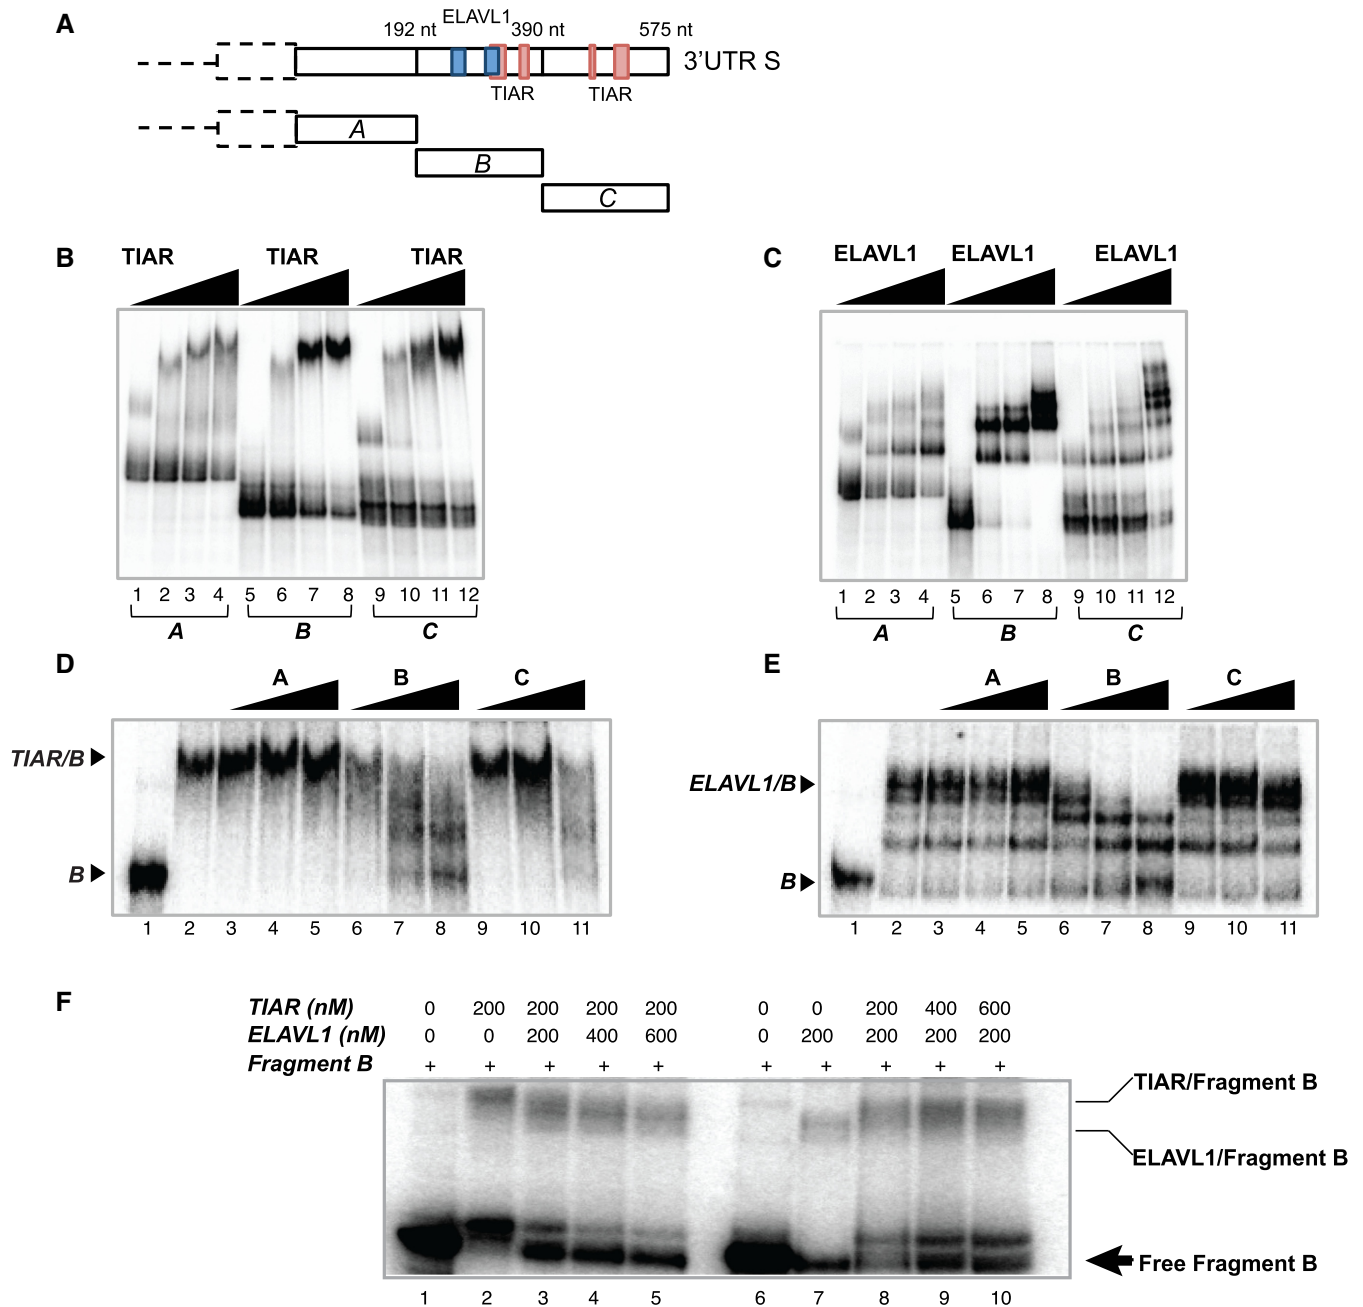 A
ELAVL1
192 nt
390 nt
575 nt
3’UTR S
TIAR
TIAR
A
B
C
B
TIAR
TIAR
TIAR
1 2 3 4 5 6 7 8 9 10 11 12
A B C
C
ELAVL1 ELAVL1 ELAVL1
1 2 3 4 5 6 7 8 9 10 11 12
A B C
D
A B C
TIAR/B
B
1 2 3 4 5 6 7 8 9 10 11
E
A B C
ELAVL1/B
B
1 2 3 4 5 6 7 8 9 10 11
F
TIAR (nM) 0 200 200 200 200 0 0 200 400 600
ELAVL1 (nM) 0 0 200 400 600 0 200 200 200 200
Fragment B + + + + + + + + + +
TIAR/Fragment B
ELAVL1/Fragment B
Free Fragment B
1 2 3 4 5 6 7 8 9 10